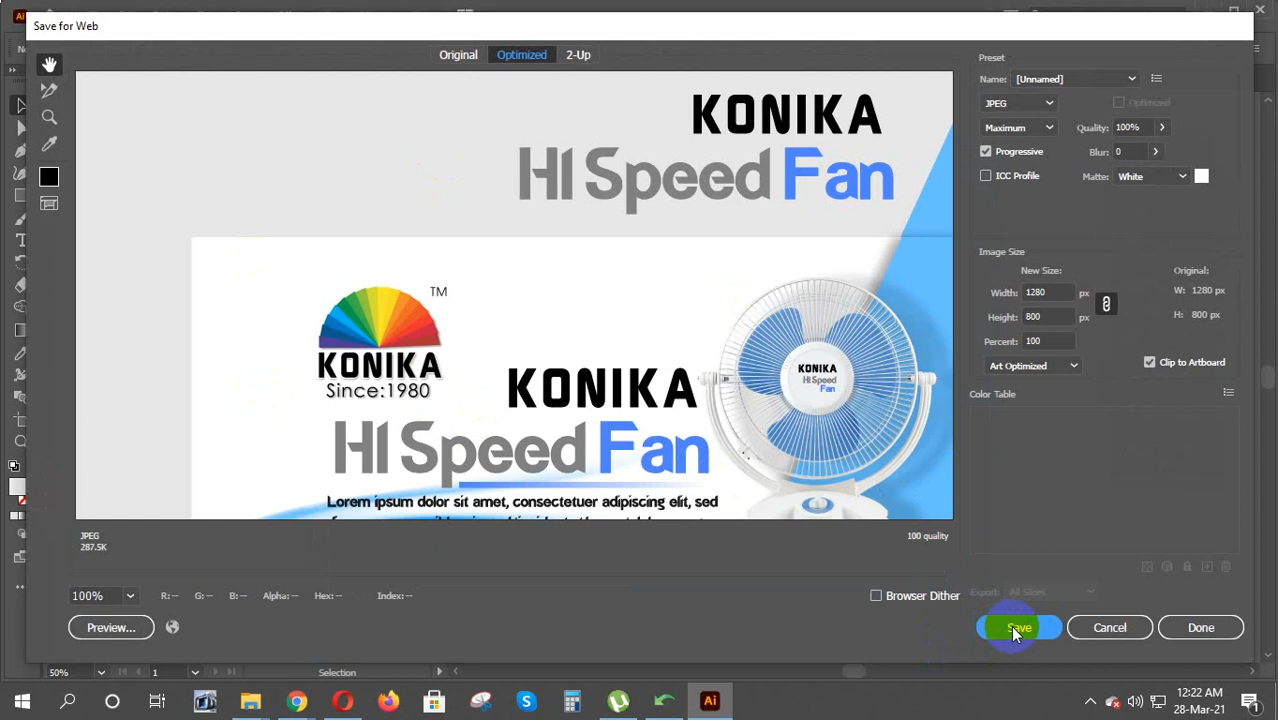 Save for Web
Original Optimized 2-Up
Preset
Name: [Unnamed]
JPEG Optimized
Maximum Quality: 100%
Progressive Blur: 0
ICC Profile Matte: White
KONIKA
HI Speed Fan
TM
KONIKA
Since:1980
KONIKA
HI Speed Fan
Lorem ipsum dolor sit amet, consectetuer adipiscing elit, sed
KONIKA
HI Speed
Fan
Image Size
New Size: Original:
Width: 1280 px W: 1280 px
Height: 800 px H: 800 px
Percent: 100
Art Optimized Clip to Artboard
Color Table
JPEG 100 quality
287.5K
100% R: -- G: -- B: -- Alpha: -- Hex: -- Index: --
Browser Dither
Export: All Slices
Preview... Save Cancel Done
50% 1 Selection
Ai
12:22 AM
28-Mar-21